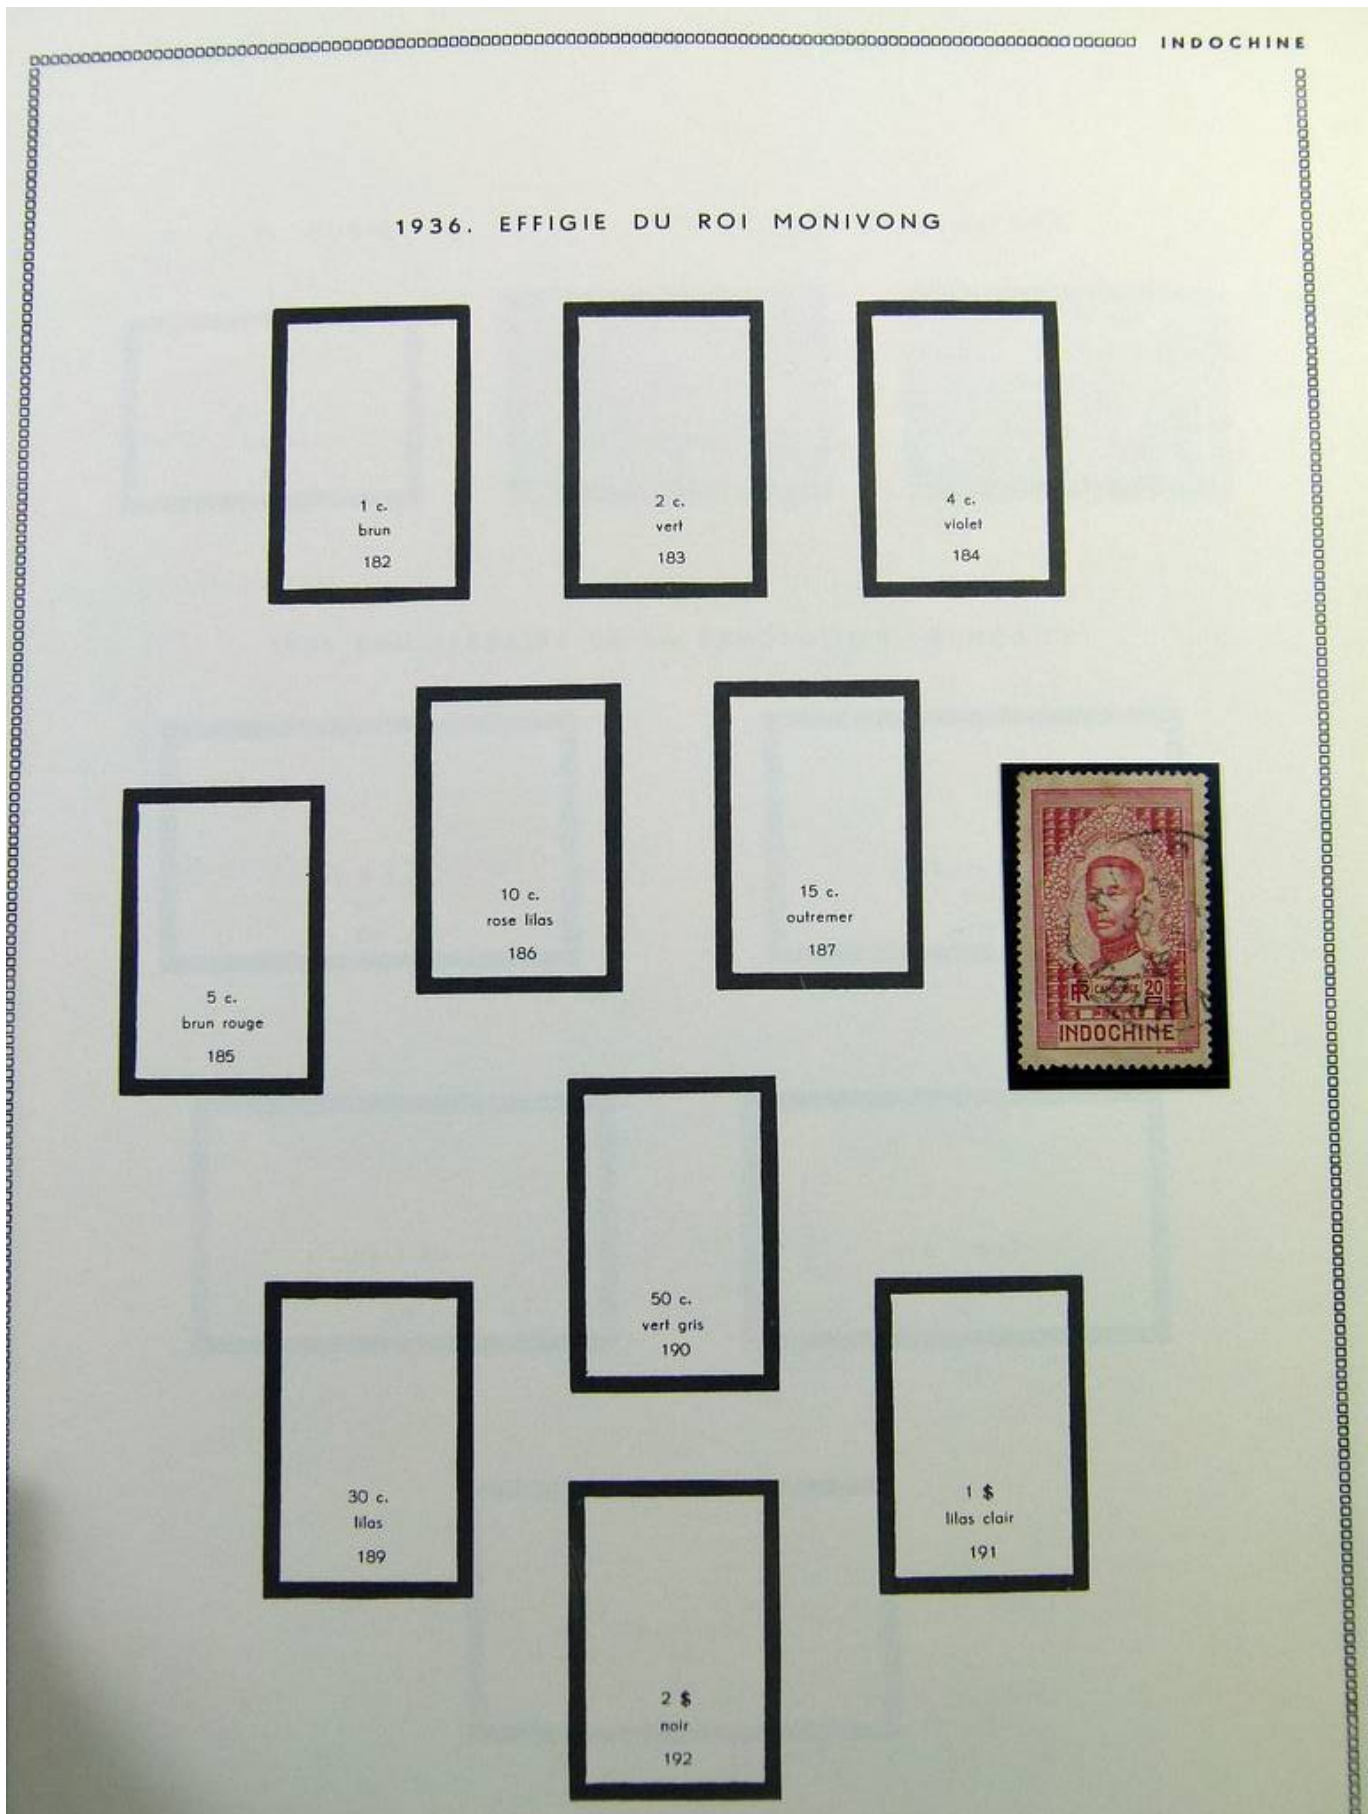 INDOCHINE
1936. EFFIGIE DU ROI MONIVONG
1 c.
brun
182
2 c.
vert
183
4 c.
violet
184
5 c.
brun rouge
185
10 c.
rose lilas
186
15 c.
outremer
187
RF
CAMBODGE
20
INDOCHINE
30 c.
lilas
189
50 c.
vert gris
190
1 $
lilas clair
191
2 $
noir
192